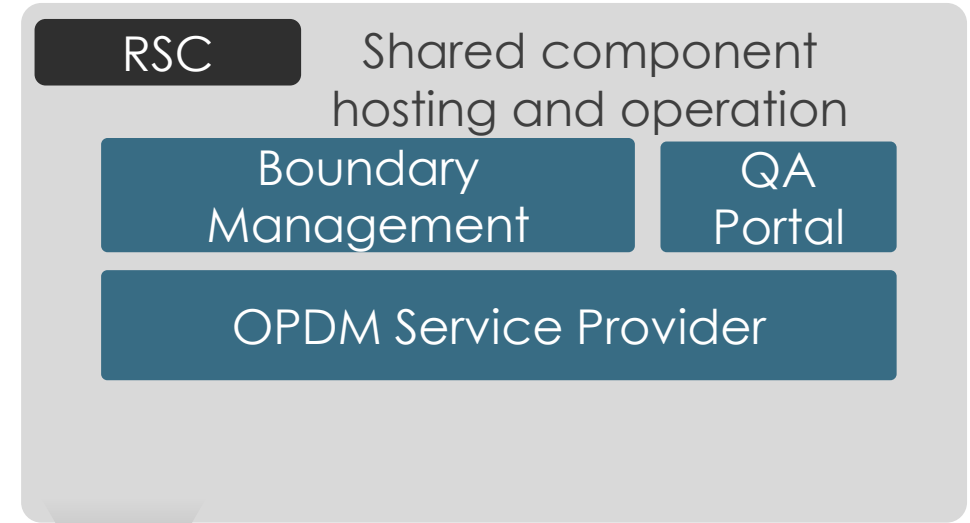 RSC
Shared component
hosting and operation
Boundary
Management
QA
Portal
OPDM Service Provider